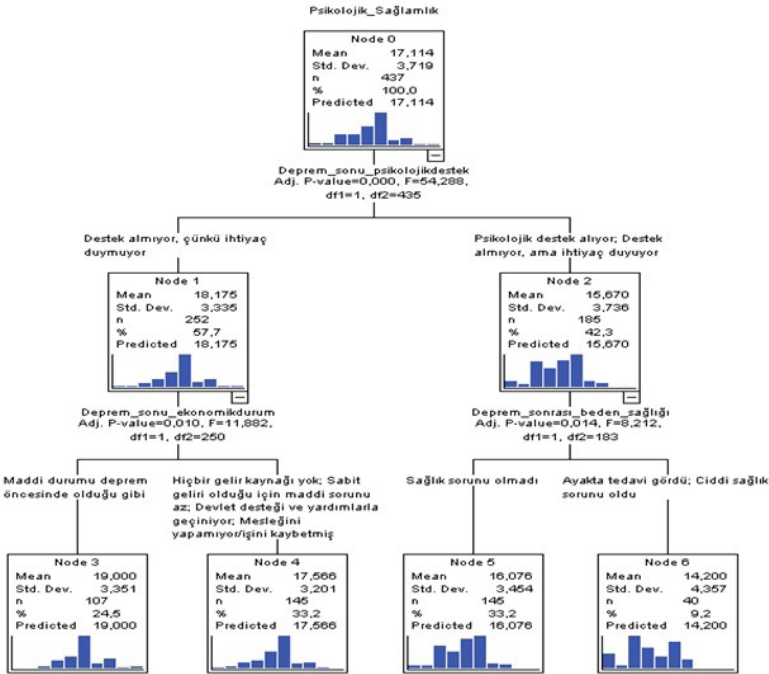 Psikolojik_Sağlamlık
Node 0
Mean 17,114
Std. Dev. 3,719
n 437
% 100,0
Predicted 17,114
Deprem_sonu_psikolojikdestek
Adj. P-value=0,000, F=54,288,
df1=1, df2=435
Destek almıyor, çünkü ihtiyaç
duymuyor
Psikolojik destek alıyor; Destek
almıyor, ama ihtiyaç duyuyor
Node 1
Mean 18,175
Std. Dev. 3,335
n 252
% 57,7
Predicted 18,175
Node 2
Mean 15,670
Std. Dev. 3,736
n 185
% 42,3
Predicted 15,670
Deprem_sonu_ekonomikdurum
Adj. P-value=0,010, F=11,882,
df1=1, df2=250
Deprem_sonrası_beden_sağlığı
Adj. P-value=0,014, F=8,212,
df1=1, df2=183
Maddi durumu deprem
öncesinde olduğu gibi
Hiçbir gelir kaynağı yok; Sabit
geliri olduğu için maddi sorunu
az; Devlet desteği ve yardımlarla
geçiniyor; Mesleğini
yapamıyor/işini kaybetmiş
Sağlık sorunu olmadı
Ayakta tedavi gördü; Ciddi sağlık
sorunu oldu
Node 3
Mean 19,000
Std. Dev. 3,351
n 107
% 24,5
Predicted 19,000
Node 4
Mean 17,566
Std. Dev. 3,201
n 145
% 33,2
Predicted 17,566
Node 5
Mean 16,076
Std. Dev. 3,454
n 145
% 33,2
Predicted 16,076
Node 6
Mean 14,200
Std. Dev. 4,357
n 40
% 9,2
Predicted 14,200